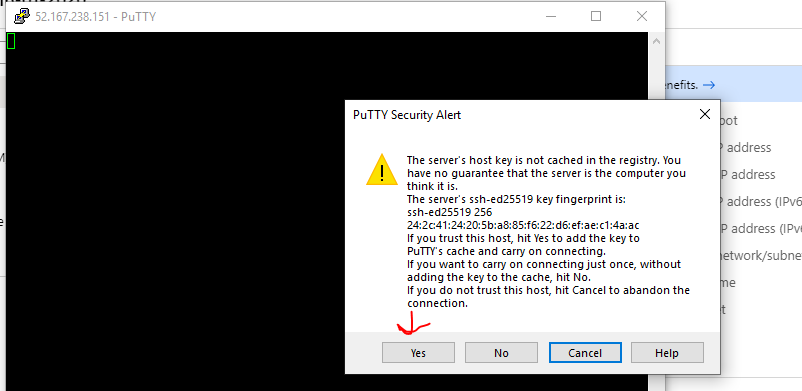 52.167.238.151 - PuTTY
enefits. →
PuTTY Security Alert
The server's host key is not cached in the registry. You
have no guarantee that the server is the computer you
think it is.
The server's ssh-ed25519 key fingerprint is:
ssh-ed25519 256
24:2c:41:24:20:5b:a8:85:f6:22:d6:ef:ae:c1:4a:ac
If you trust this host, hit Yes to add the key to
PuTTY's cache and carry on connecting.
If you want to carry on connecting just once, without
adding the key to the cache, hit No.
If you do not trust this host, hit Cancel to abandon the
connection.
Yes
No
Cancel
Help
oot
P address
P address
P address (IPv6
P address (IPv6
network/subne
me
et